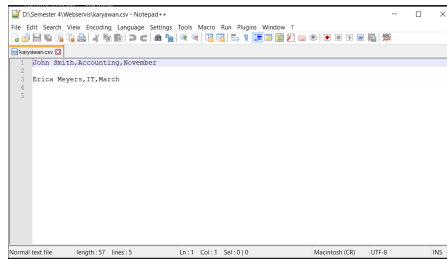 D:\Semester 4\Webservis\karyawan.csv - Notepad++
File Edit Search View Encoding Language Settings Tools Macro Run Plugins Window ?
karyawan.csv
1 John Smith,Accounting,November
2
3 Erica Meyers,IT,March
4
5
Normal text file length : 57 lines : 5 Ln : 1 Col : 1 Sel : 0 | 0 Macintosh (CR) UTF-8 INS